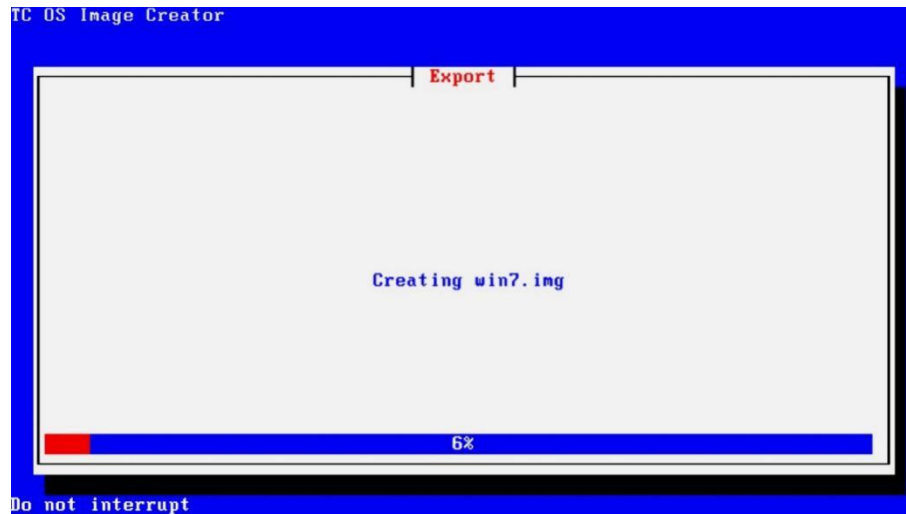 TC OS Image Creator
Export
Creating win7.img
6%
Do not interrupt